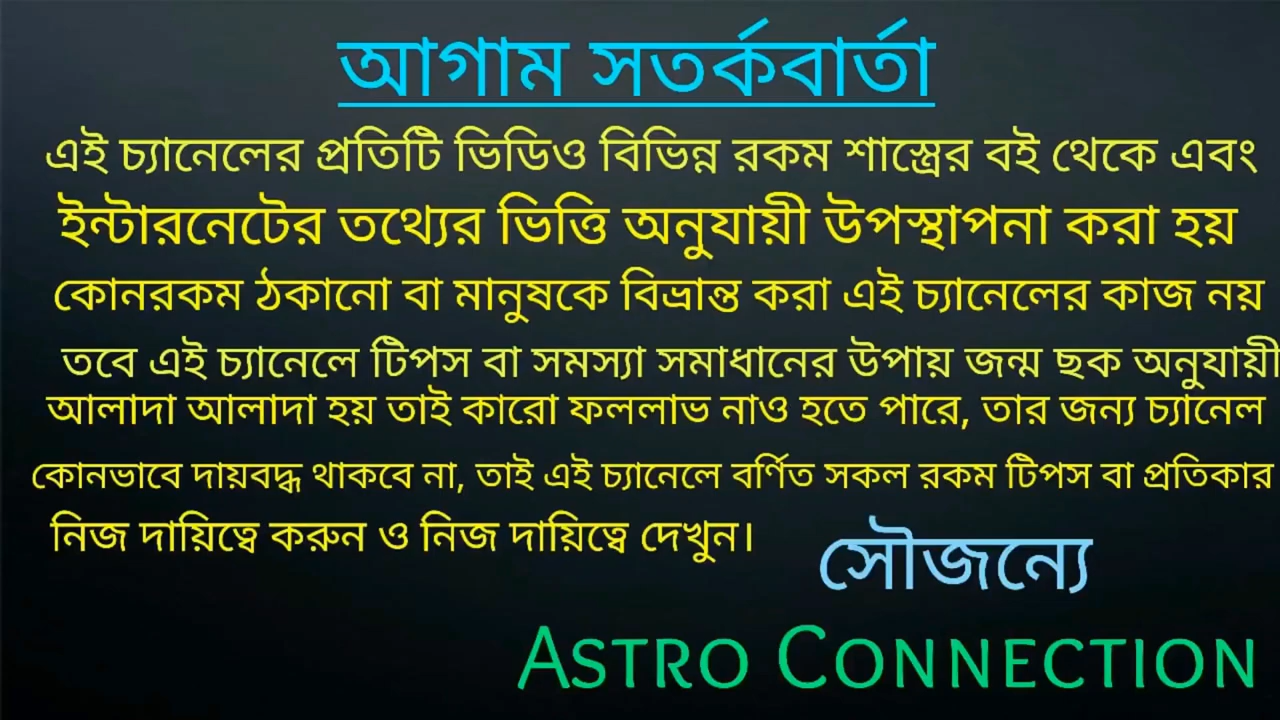 আগাম সতর্কবার্তা
এই চ্যানেলের প্রতিটি ভিডিও বিভিন্ন রকম শাস্ত্রের বই থেকে এবং
ইন্টারনেটের তথ্যের ভিত্তি অনুযায়ী উপস্থাপনা করা হয়
কোনরকম ঠকানো বা মানুষকে বিভ্রান্ত করা এই চ্যানেলের কাজ নয়
তবে এই চ্যানেলে টিপস বা সমস্যা সমাধানের উপায় জন্ম ছক অনুযায়ী
আলাদা আলাদা হয় তাই কারো ফললাভ নাও হতে পারে, তার জন্য চ্যানেল
কোনভাবে দায়বদ্ধ থাকবে না, তাই এই চ্যানেলে বর্ণিত সকল রকম টিপস বা প্রতিকার
নিজ দায়িত্বে করুন ও নিজ দায়িত্বে দেখুন।
সৌজন্যে
ASTRO CONNECTION